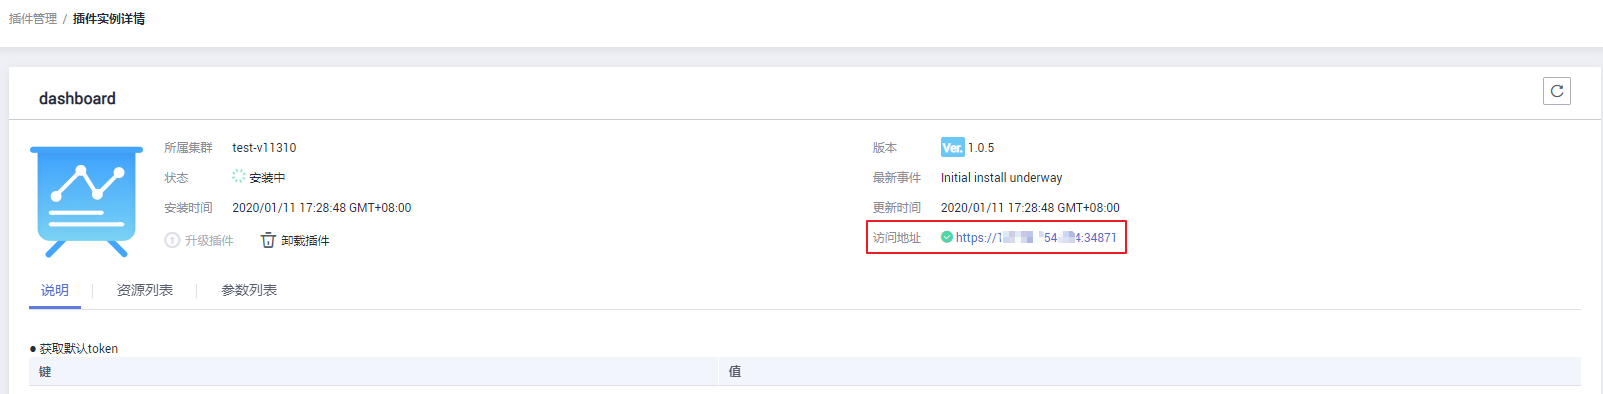 插件管理 / 插件实例详情
dashboard
所属集群 test-v11310
版本 Ver. 1.0.5
状态 安装中
最新事件 Initial install underway
安装时间 2020/01/11 17:28:48 GMT+08:00
更新时间 2020/01/11 17:28:48 GMT+08:00
升级插件 卸载插件
访问地址 https://1 54 4:34871
说明 资源列表 参数列表
● 获取默认token
键 值